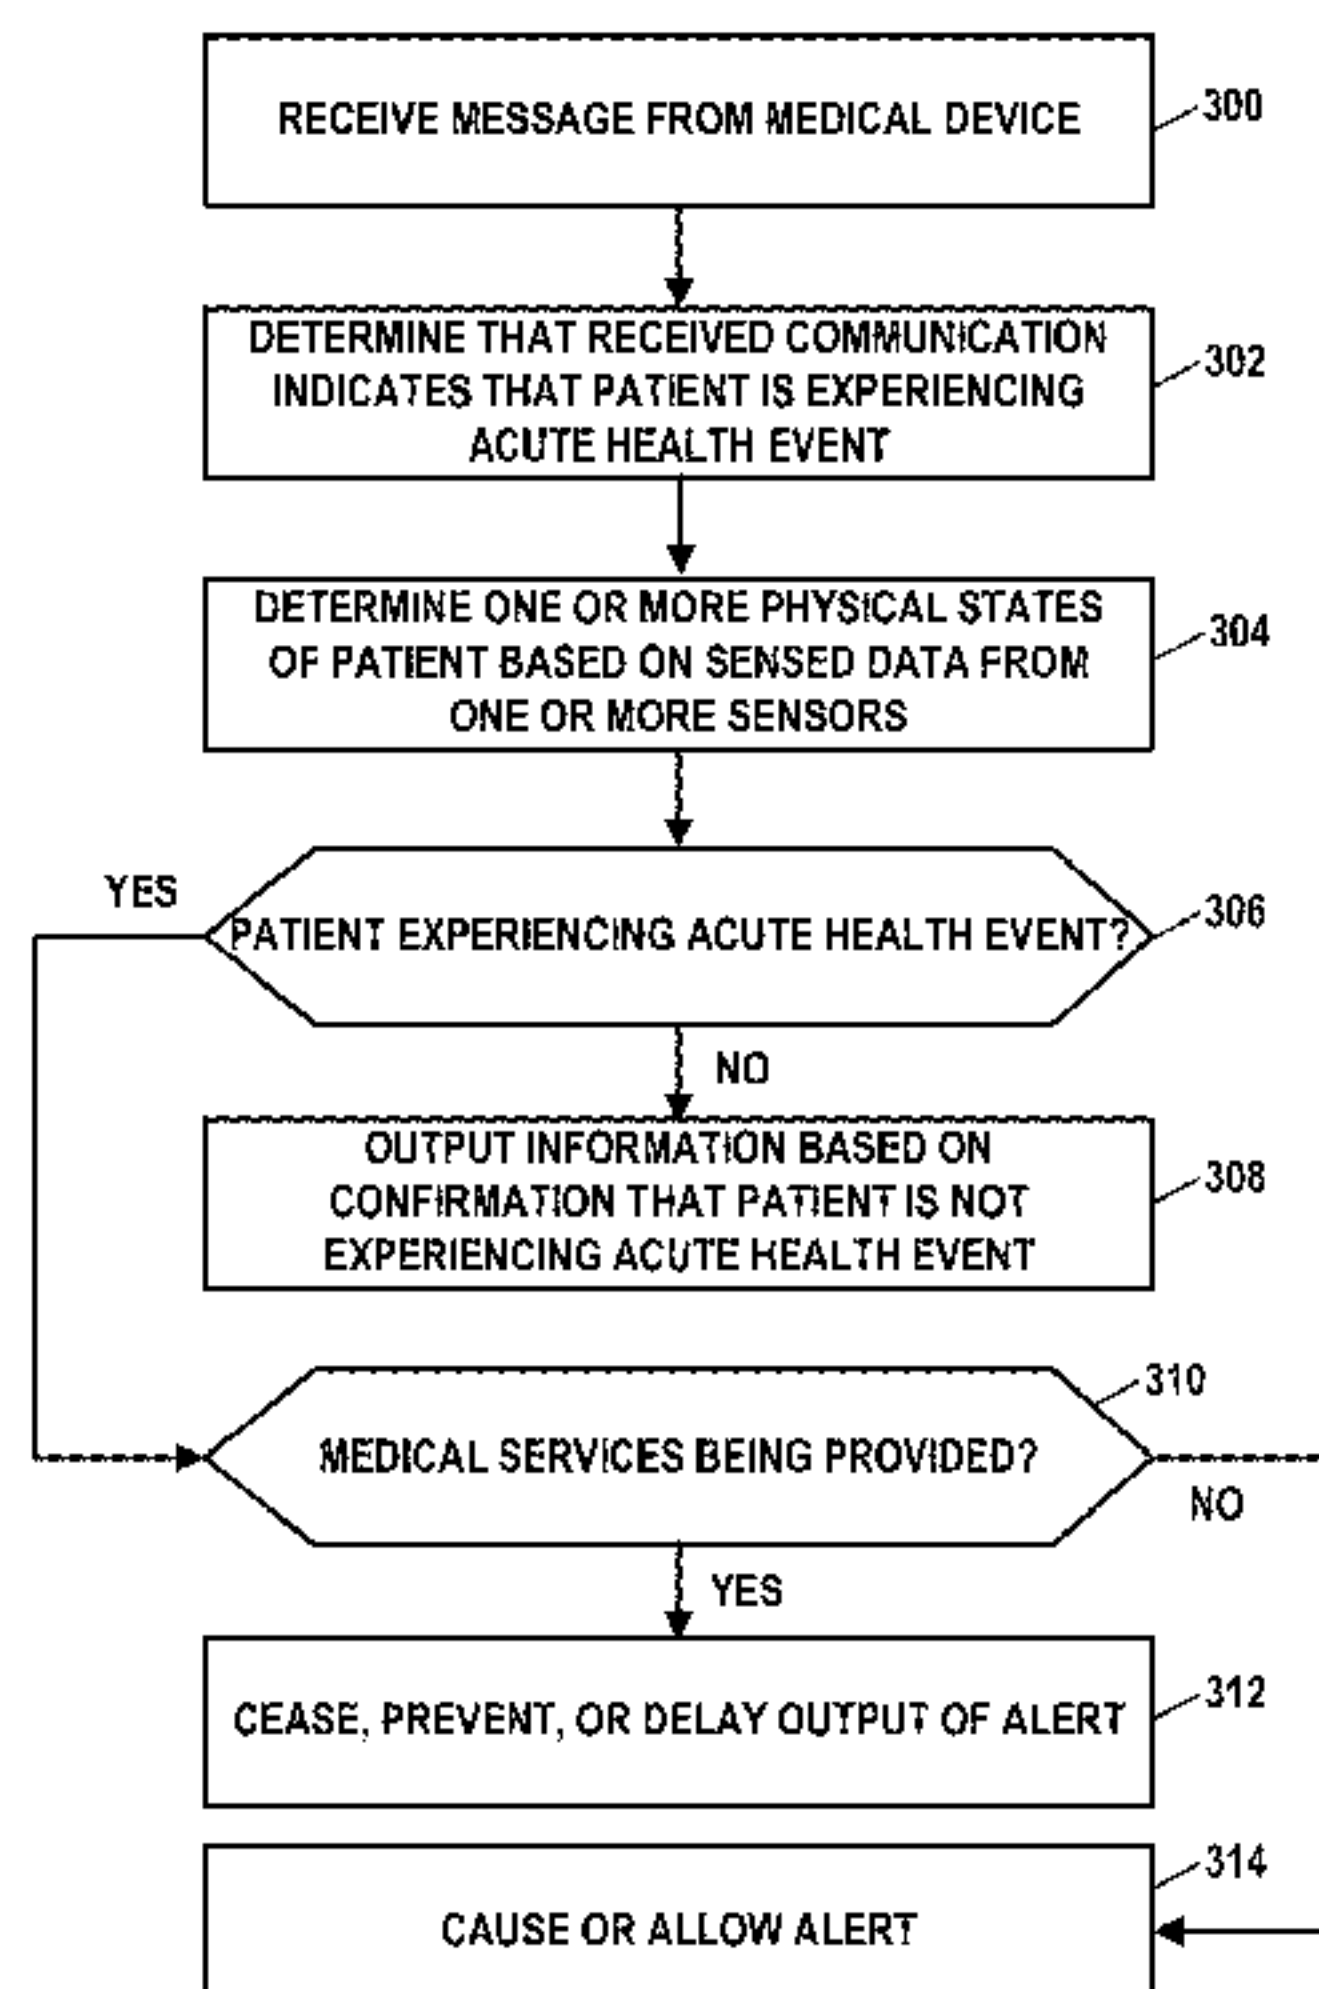 RECEIVE MESSAGE FROM MEDICAL DEVICE
300
DETERMINE THAT RECEIVED COMMUNICATION
INDICATES THAT PATIENT IS EXPERIENCING
ACUTE HEALTH EVENT
302
DETERMINE ONE OR MORE PHYSICAL STATES
OF PATIENT BASED ON SENSED DATA FROM
ONE OR MORE SENSORS
304
YES
PATIENT EXPERIENCING ACUTE HEALTH EVENT?
306
NO
OUTPUT INFORMATION BASED ON
CONFIRMATION THAT PATIENT IS NOT
EXPERIENCING ACUTE HEALTH EVENT
308
310
MEDICAL SERVICES BEING PROVIDED?
NO
YES
CEASE, PREVENT, OR DELAY OUTPUT OF ALERT
312
314
CAUSE OR ALLOW ALERT